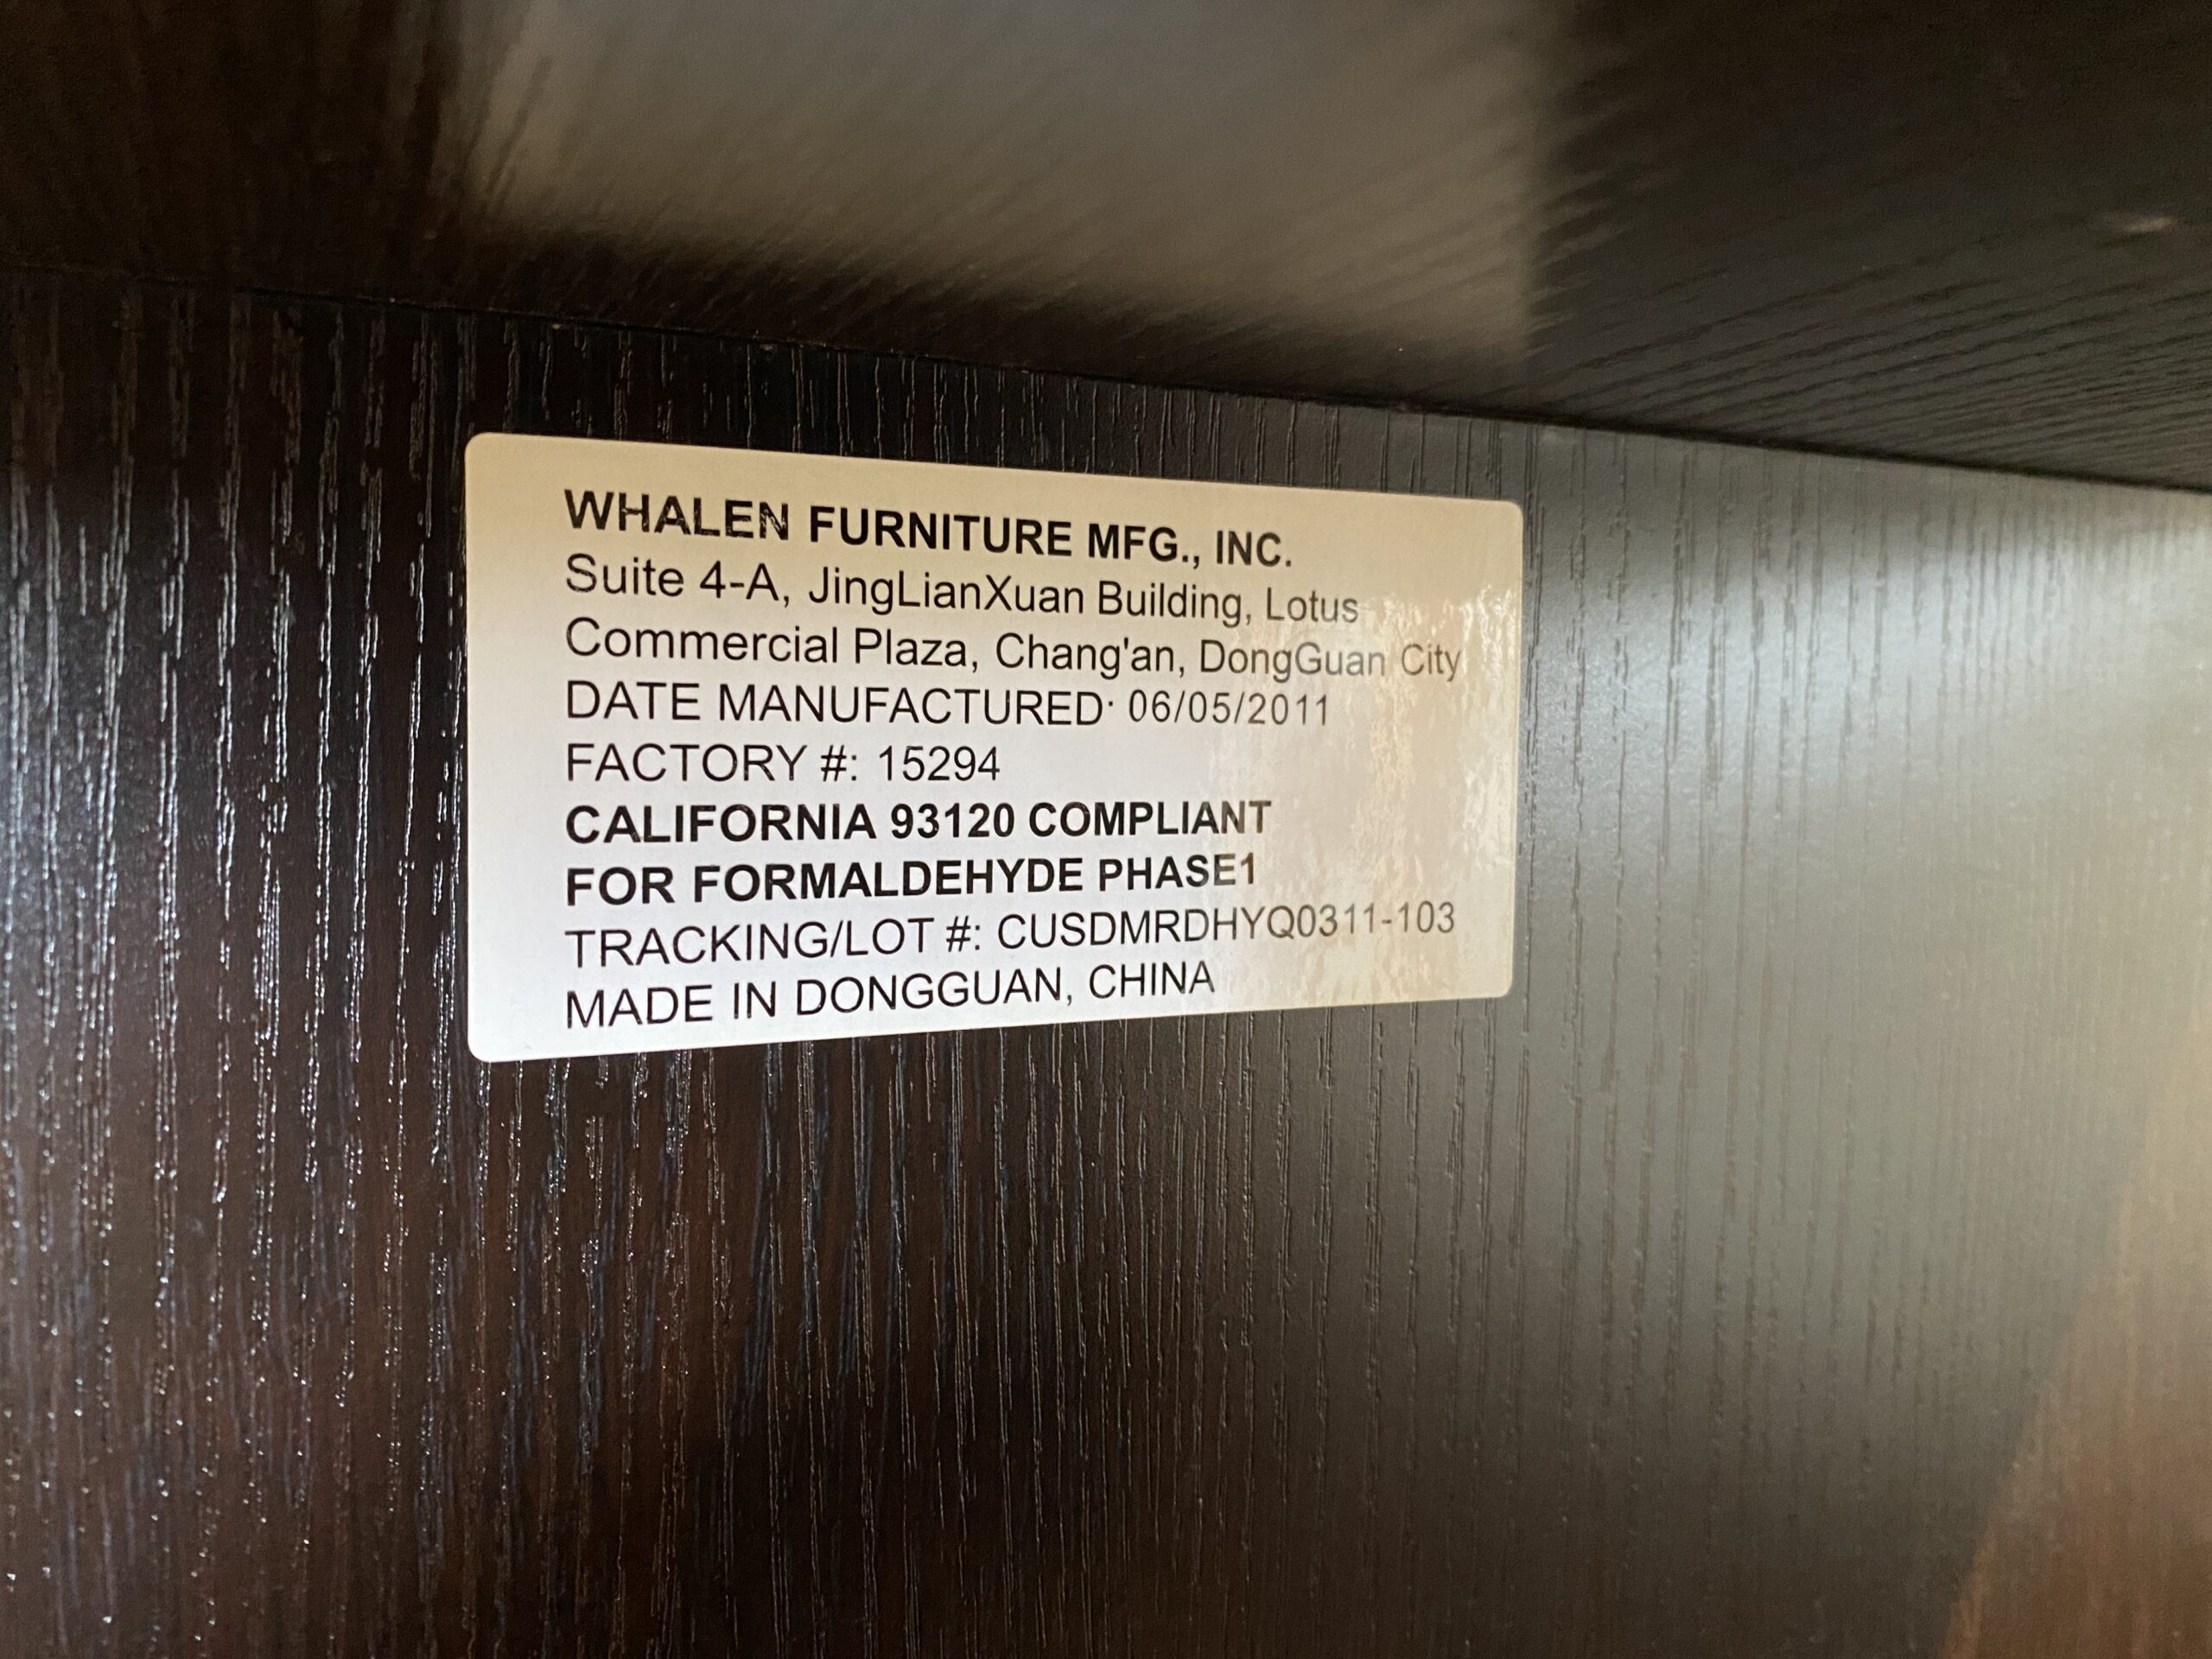 WHALEN FURNITURE MFG., INC.
Suite 4-A, JingLianXuan Building, Lotus
Commercial Plaza, Chang'an, DongGuan City
DATE MANUFACTURED: 06/05/2011
FACTORY #: 15294
CALIFORNIA 93120 COMPLIANT
FOR FORMALDEHYDE PHASE1
TRACKING/LOT #: CUSDMRDHYQ0311-103
MADE IN DONGGUAN, CHINA